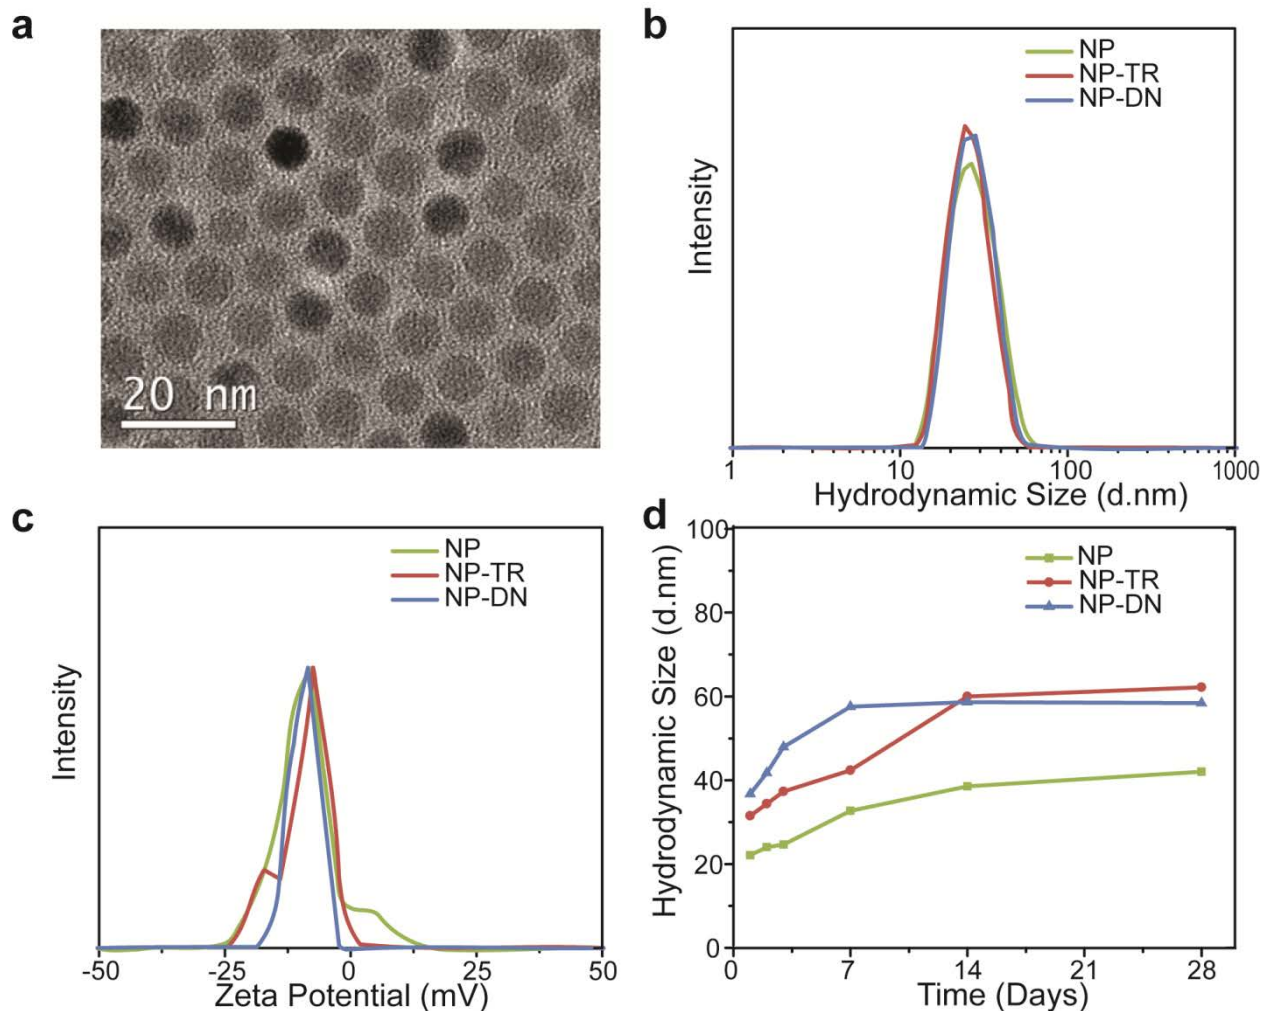 a
20 nm
b
NP
NP-TR
NP-DN
Intensity
1
10
100
1000
Hydrodynamic Size (d.nm)
c
NP
NP-TR
NP-DN
Intensity
-50
-25
0
25
50
Zeta Potential (mV)
d
100
80
60
40
20
0
Hydrodynamic Size (d.nm)
NP
NP-TR
NP-DN
0
7
14
21
28
Time (Days)